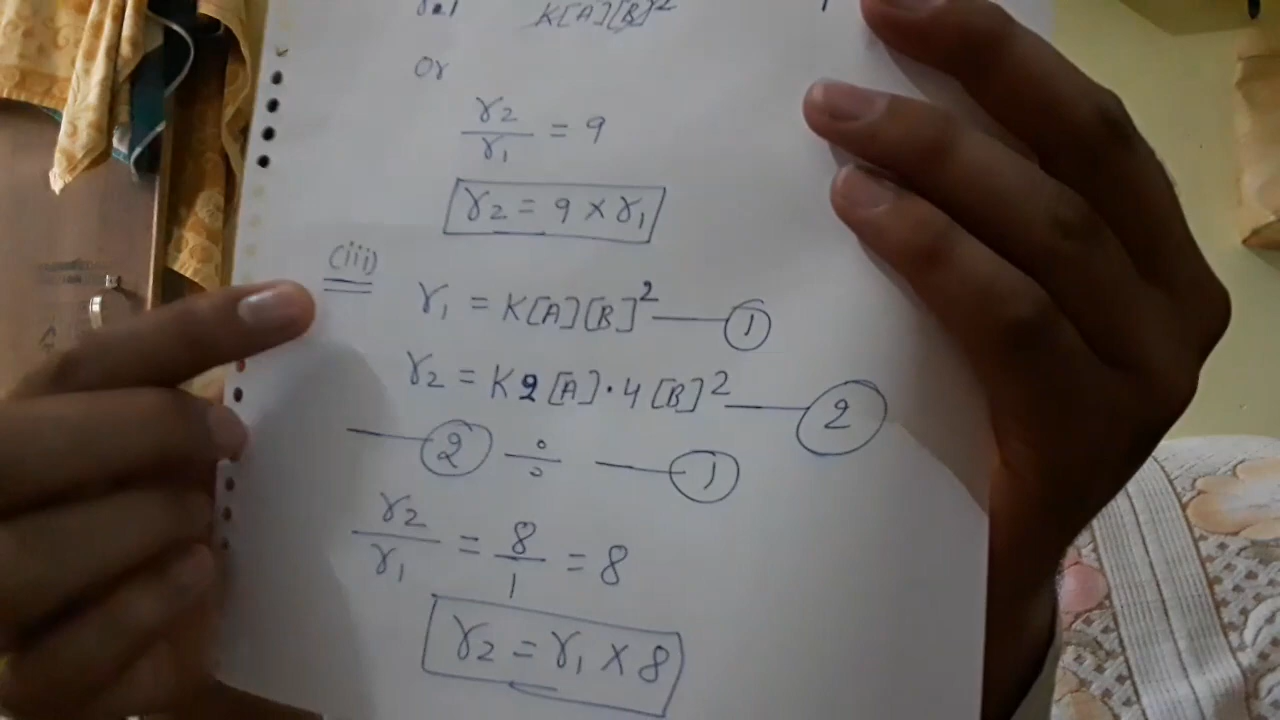 K[A][B]²
Or
r₂/r₁ = 9
r₂ = 9 × r₁
(iii)
r₁ = K[A][B]² — ①
r₂ = K2[A]·4[B]² — ②
— ② ÷ — ①
r₂/r₁ = 8/1 = 8
r₂ = r₁ × 8